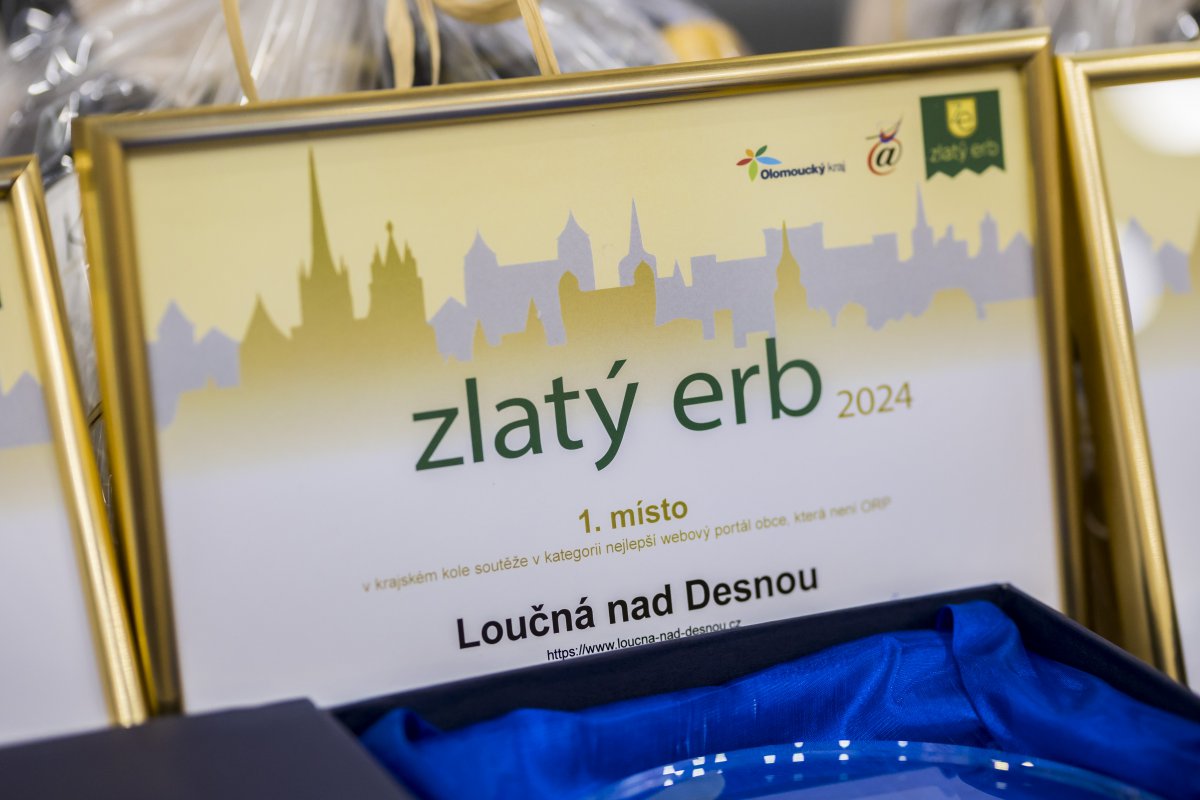 Olomoucký kraj
@
zlatý erb
zlatý erb 2024
1. místo
v krajském kole soutěže v kategorii nejlepší webový portál obce, která není ORP
Loučná nad Desnou
https://www.loucna-nad-desnou.cz